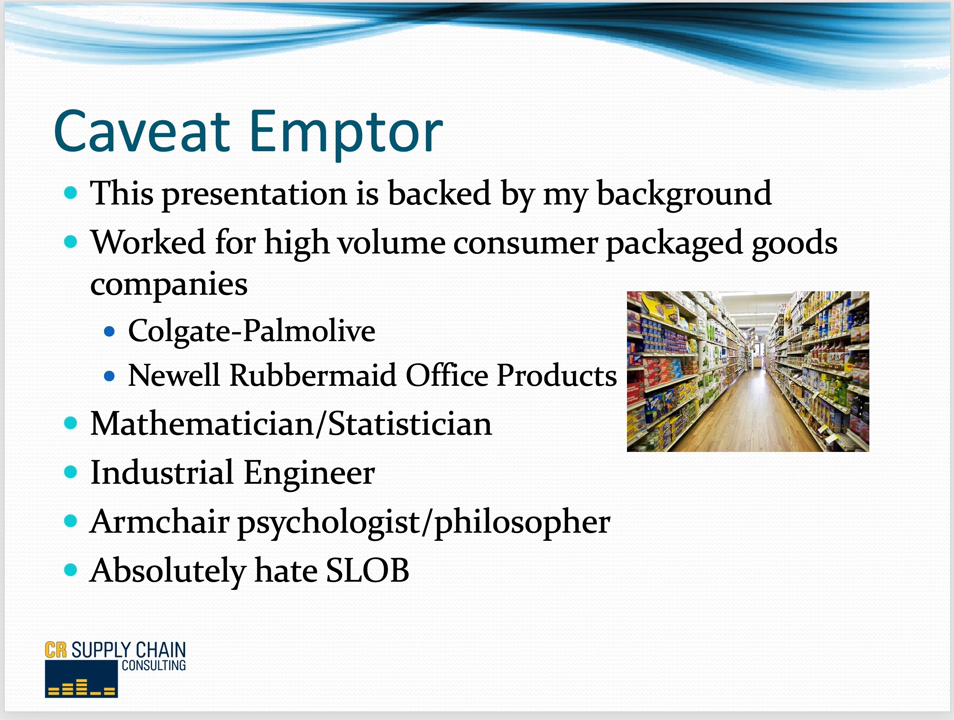 Caveat Emptor
This presentation is backed by my background
Worked for high volume consumer packaged goods
companies
Colgate-Palmolive
Newell Rubbermaid Office Products
Mathematician/Statistician
Industrial Engineer
Armchair psychologist/philosopher
Absolutely hate SLOB
CR SUPPLY CHAIN
CONSULTING